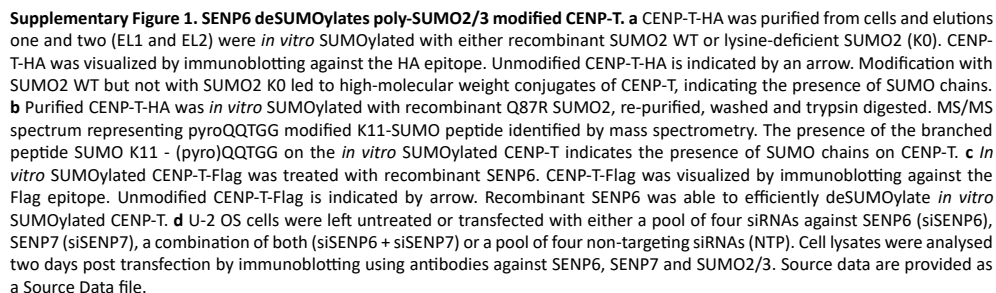 Supplementary Figure 1. SENP6 deSUMOylates poly-SUMO2/3 modified CENP-T. a CENP-T-HA was purified from cells and elutions
one and two (EL1 and EL2) were in vitro SUMOylated with either recombinant SUMO2 WT or lysine-deficient SUMO2 (K0). CENP-
T-HA was visualized by immunoblotting against the HA epitope. Unmodified CENP-T-HA is indicated by an arrow. Modification with
SUMO2 WT but not with SUMO2 K0 led to high-molecular weight conjugates of CENP-T, indicating the presence of SUMO chains.
b Purified CENP-T-HA was in vitro SUMOylated with recombinant Q87R SUMO2, re-purified, washed and trypsin digested. MS/MS
spectrum representing pyroQQTGG modified K11-SUMO peptide identified by mass spectrometry. The presence of the branched
peptide SUMO K11 - (pyro)QQTGG on the in vitro SUMOylated CENP-T indicates the presence of SUMO chains on CENP-T. c In
vitro SUMOylated CENP-T-Flag was treated with recombinant SENP6. CENP-T-Flag was visualized by immunoblotting against the
Flag epitope. Unmodified CENP-T-Flag is indicated by arrow. Recombinant SENP6 was able to efficiently deSUMOylate in vitro
SUMOylated CENP-T. d U-2 OS cells were left untreated or transfected with either a pool of four siRNAs against SENP6 (siSENP6),
SENP7 (siSENP7), a combination of both (siSENP6 + siSENP7) or a pool of four non-targeting siRNAs (NTP). Cell lysates were analysed
two days post transfection by immunoblotting using antibodies against SENP6, SENP7 and SUMO2/3. Source data are provided as
a Source Data file.